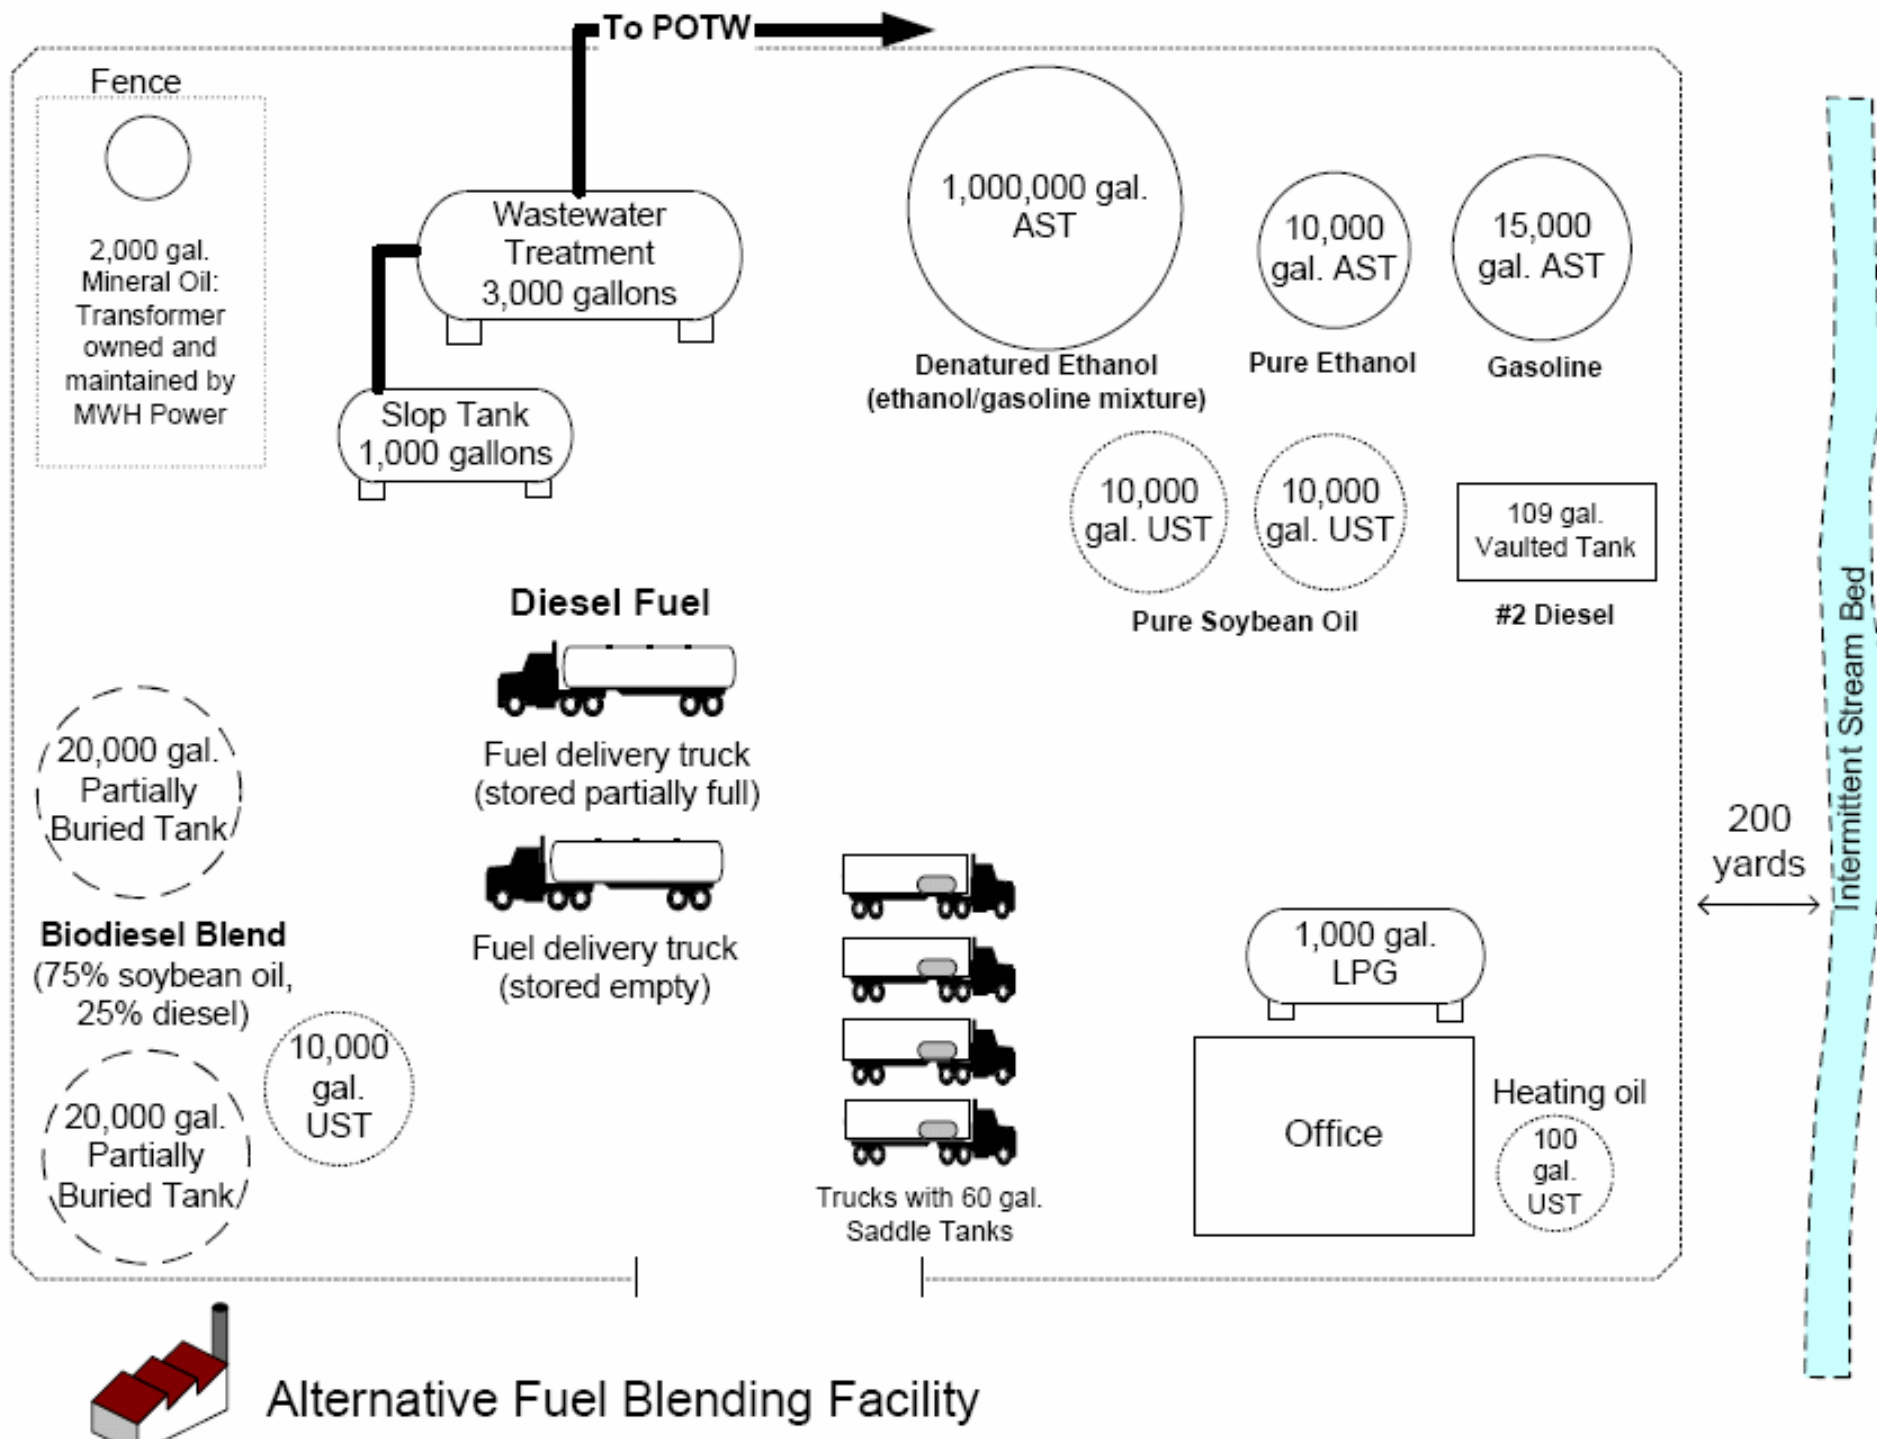 To POTW
Fence
2,000 gal.
Mineral Oil:
Transformer
owned and
maintained by
MWH Power
Wastewater
Treatment
3,000 gallons
Slop Tank
1,000 gallons
1,000,000 gal.
AST
Denatured Ethanol
(ethanol/gasoline mixture)
10,000
gal. AST
Pure Ethanol
15,000
gal. AST
Gasoline
10,000
gal. UST
10,000
gal. UST
Pure Soybean Oil
109 gal.
Vaulted Tank
#2 Diesel
Diesel Fuel
Fuel delivery truck
(stored partially full)
Fuel delivery truck
(stored empty)
20,000 gal.
Partially
Buried Tank
Biodiesel Blend
(75% soybean oil,
25% diesel)
10,000
gal.
UST
20,000 gal.
Partially
Buried Tank
Trucks with 60 gal.
Saddle Tanks
1,000 gal.
LPG
Office
Heating oil
100
gal.
UST
200
yards
Intermittent Stream Bed
Alternative Fuel Blending Facility